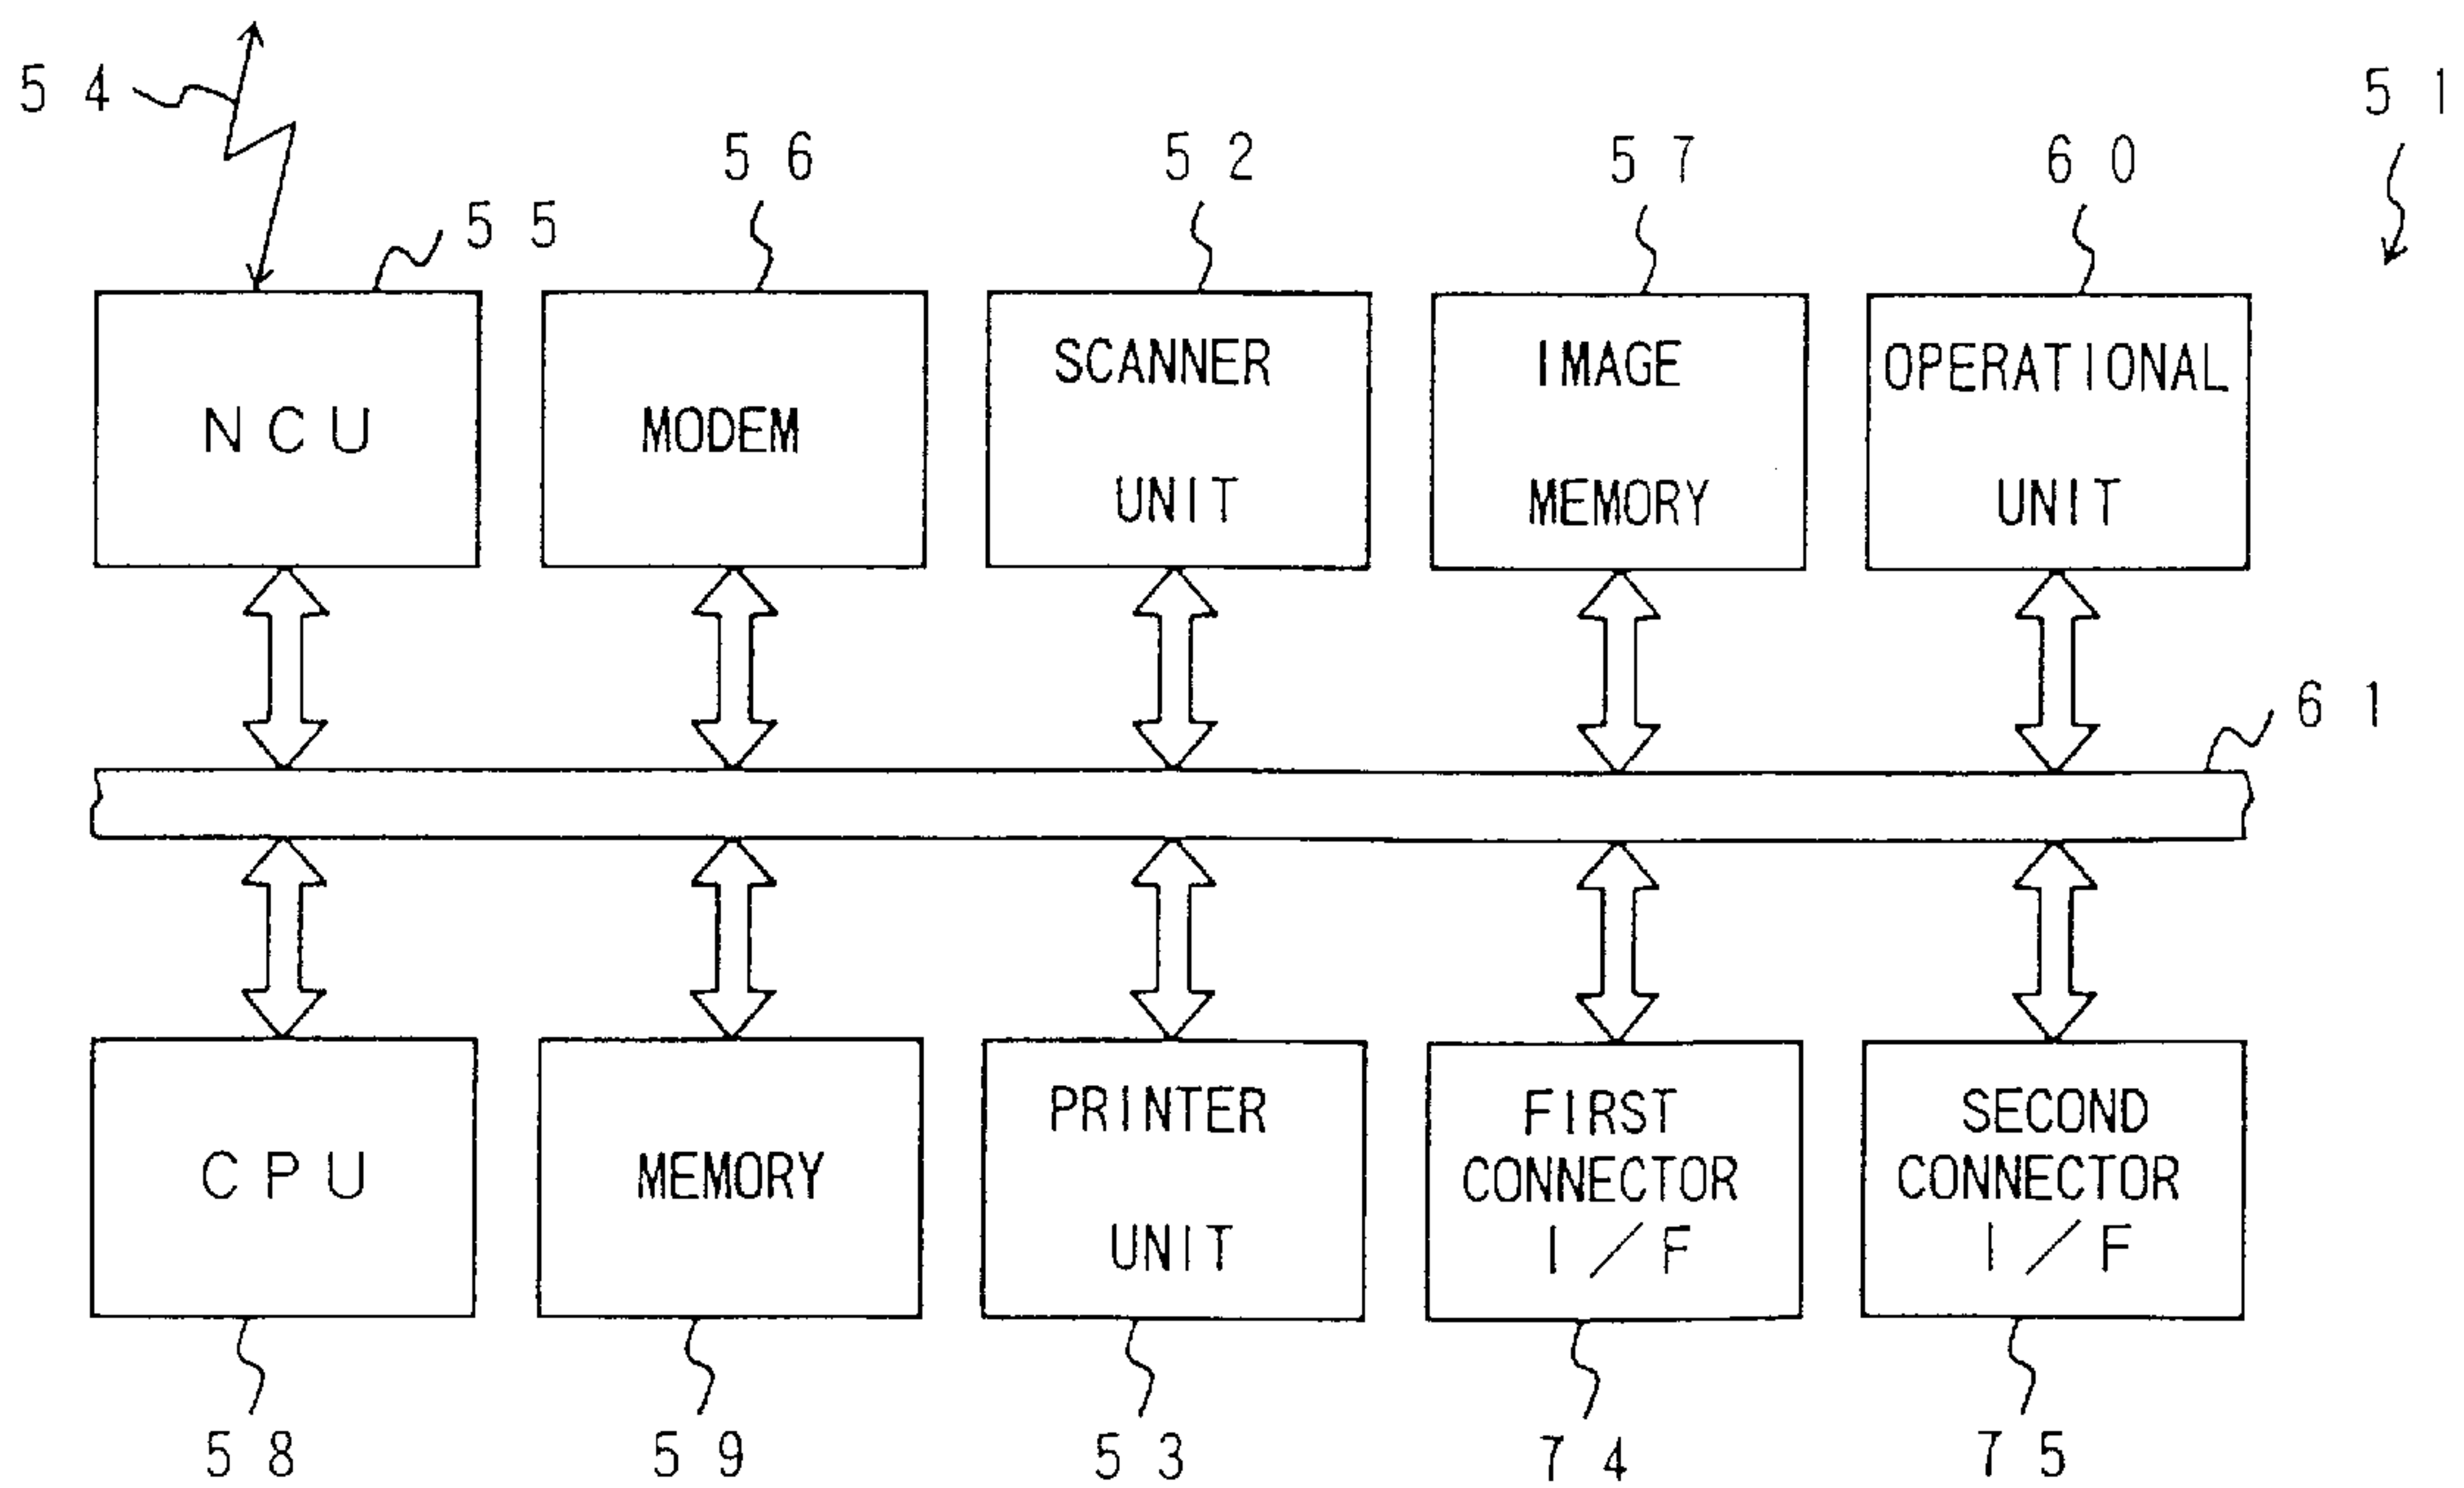 54
51
56
52
57
60
55
NCU
MODEM
SCANNER
UNIT
IMAGE
MEMORY
OPERATIONAL
UNIT
61
CPU
MEMORY
PRINTER
UNIT
FIRST
CONNECTOR
I/F
SECOND
CONNECTOR
I/F
58
59
53
74
75